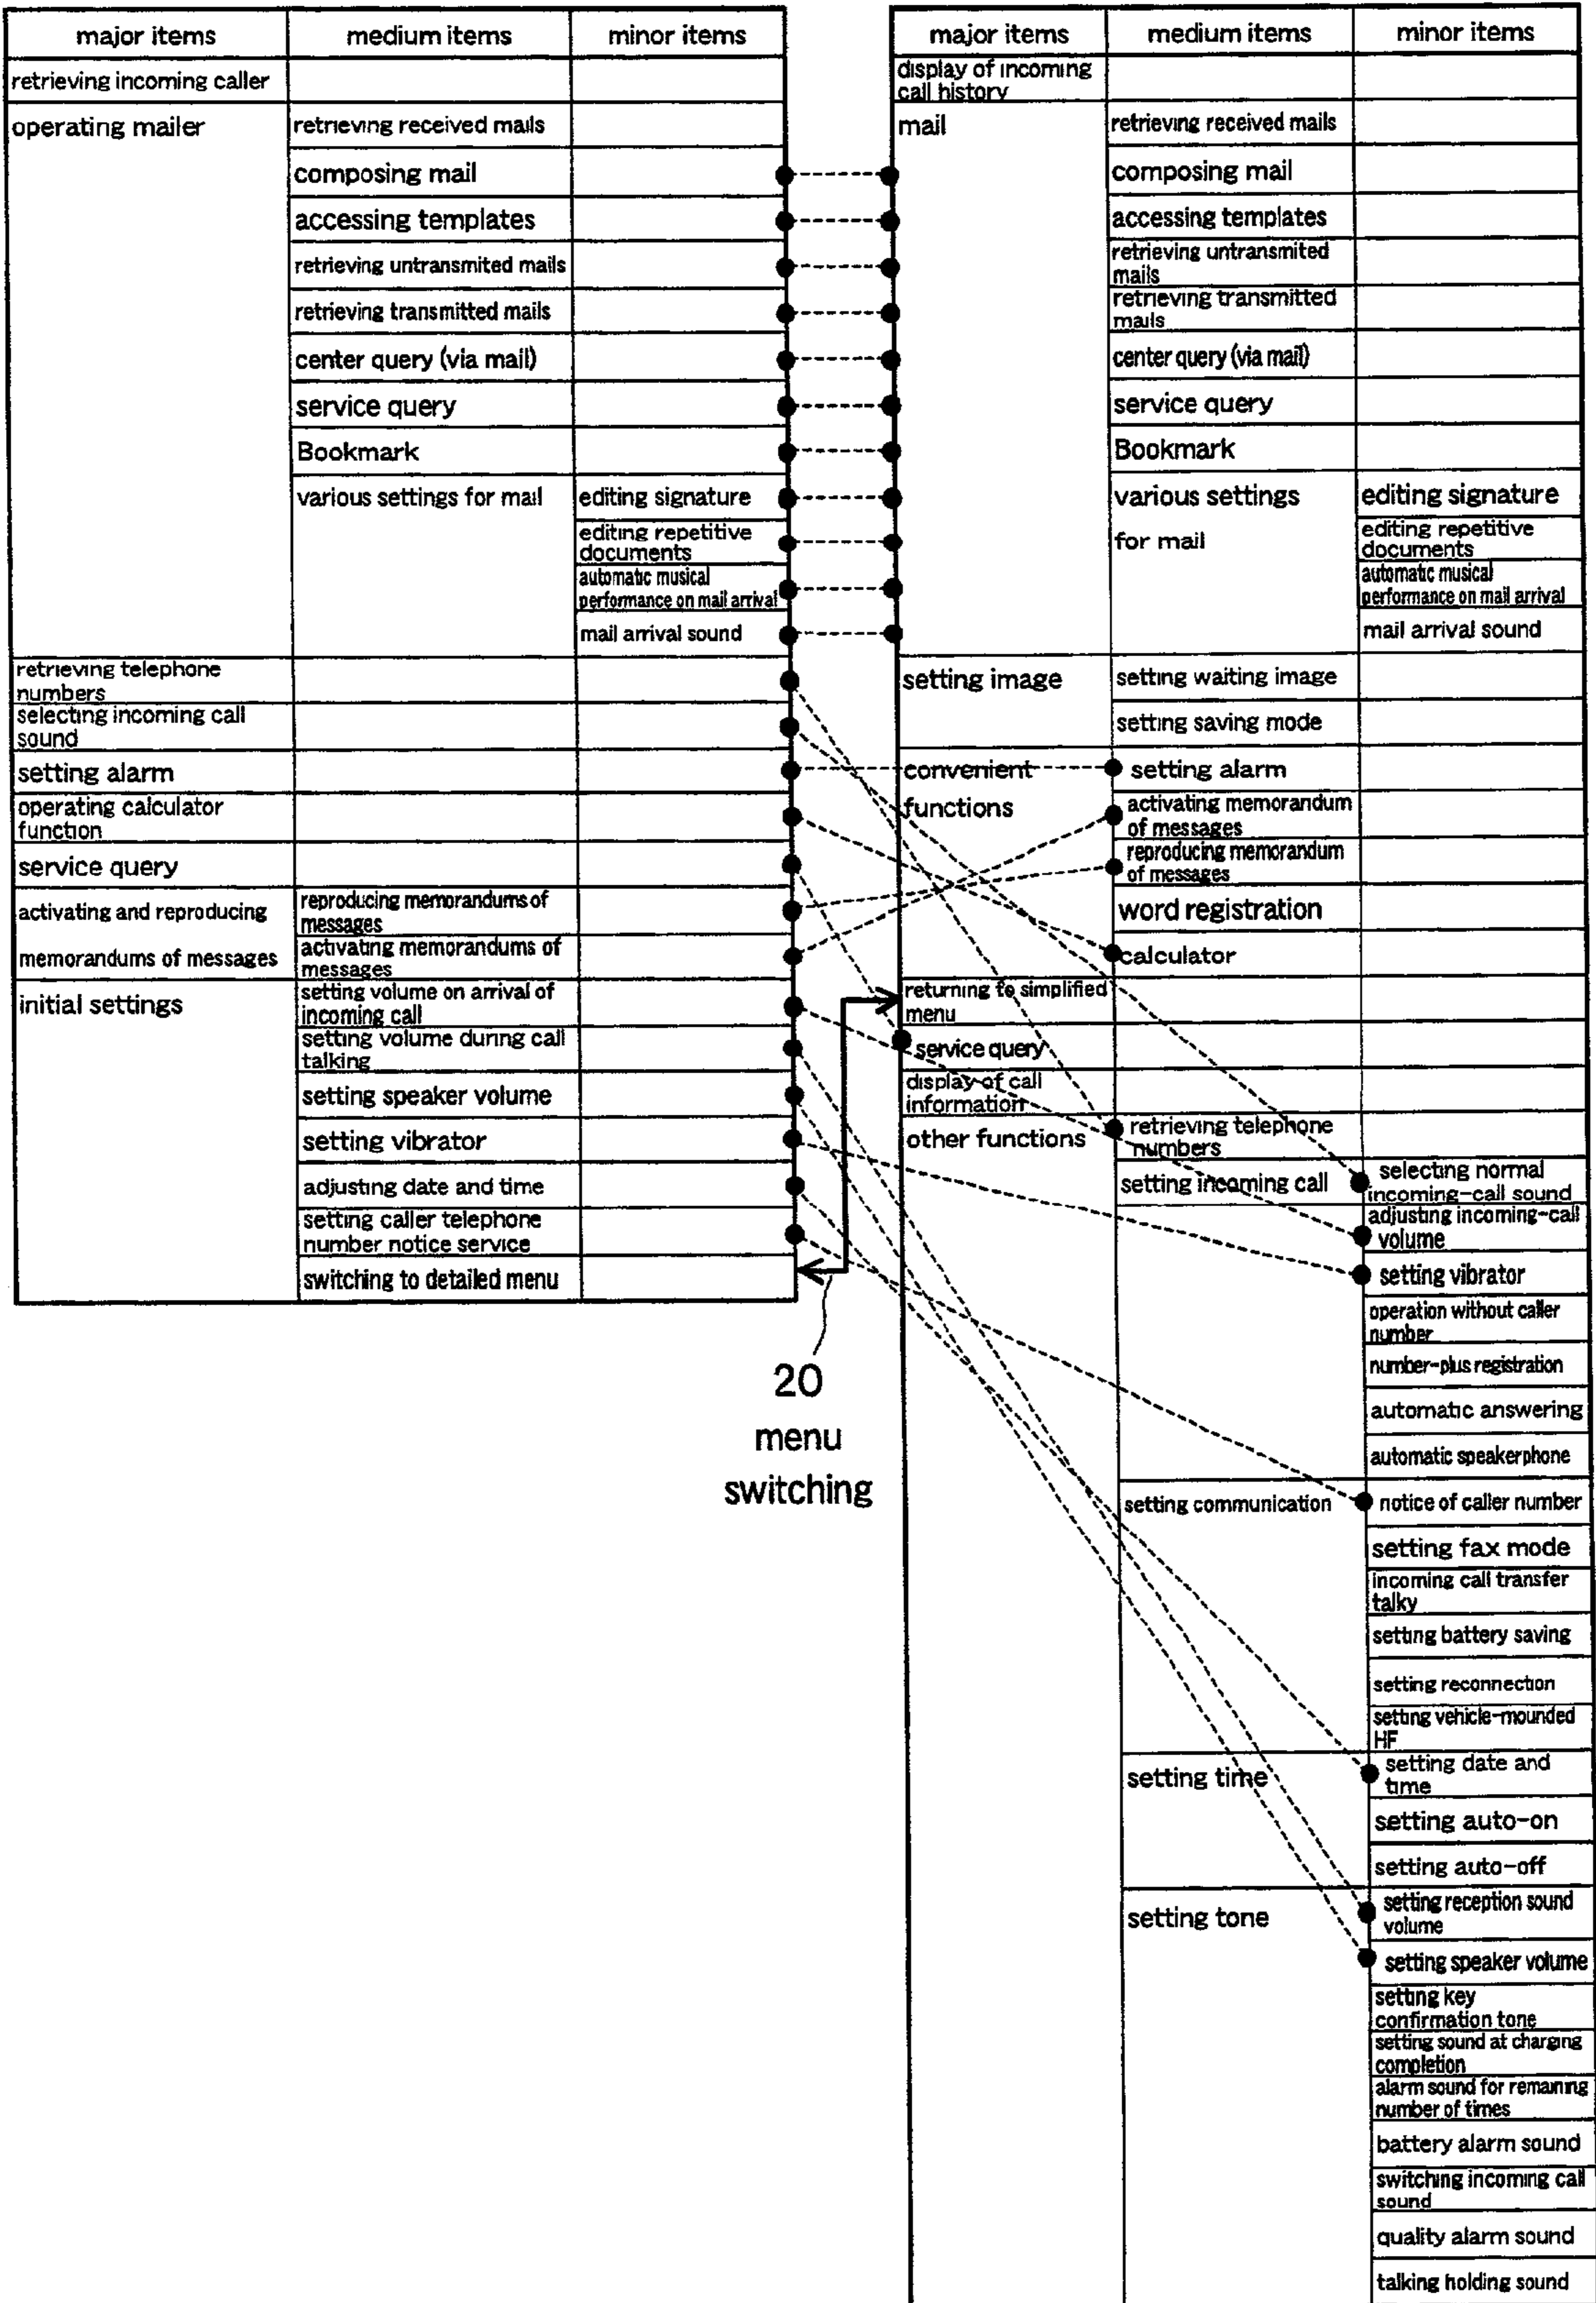 major items
medium items
minor items
retrieving incoming caller
operating mailer
retrieving received mails
composing mail
accessing templates
retrieving untransmited mails
retrieving transmitted mails
center query (via mail)
service query
Bookmark
various settings for mail
editing signature
editing repetitive
documents
automatic musical
performance on mail arrival
mail arrival sound
retrieving telephone
numbers
selecting incoming call
sound
setting alarm
operating calculator
function
service query
activating and reproducing
memorandums of messages
reproducing memorandums of
messages
activating memorandums of
messages
initial settings
setting volume on arrival of
incoming call
setting volume during call
talking
setting speaker volume
setting vibrator
adjusting date and time
setting caller telephone
number notice service
switching to detailed menu
20
menu
switching
major items
medium items
minor items
display of incoming
call history
mail
retrieving received mails
composing mail
accessing templates
retrieving untransmited
mails
retrieving transmitted
mails
center query (via mail)
service query
Bookmark
various settings
for mail
editing signature
editing repetitive
documents
automatic musical
performance on mail arrival
mail arrival sound
setting image
setting waiting image
setting saving mode
convenient
functions
setting alarm
activating memorandum
of messages
reproducing memorandum
of messages
word registration
calculator
returning to simplified
menu
service query
display of call
information
other functions
retrieving telephone
numbers
setting incoming call
selecting normal
incoming-call sound
adjusting incoming-call
volume
setting vibrator
operation without caller
number
number-plus registration
automatic answering
automatic speakerphone
setting communication
notice of caller number
setting fax mode
incoming call transfer
talky
setting battery saving
setting reconnection
setting vehicle-mounded
HF
setting time
setting date and
time
setting auto-on
setting auto-off
setting tone
setting reception sound
volume
setting speaker volume
setting key
confirmation tone
setting sound at charging
completion
alarm sound for remaining
number of times
battery alarm sound
switching incoming call
sound
quality alarm sound
talking holding sound